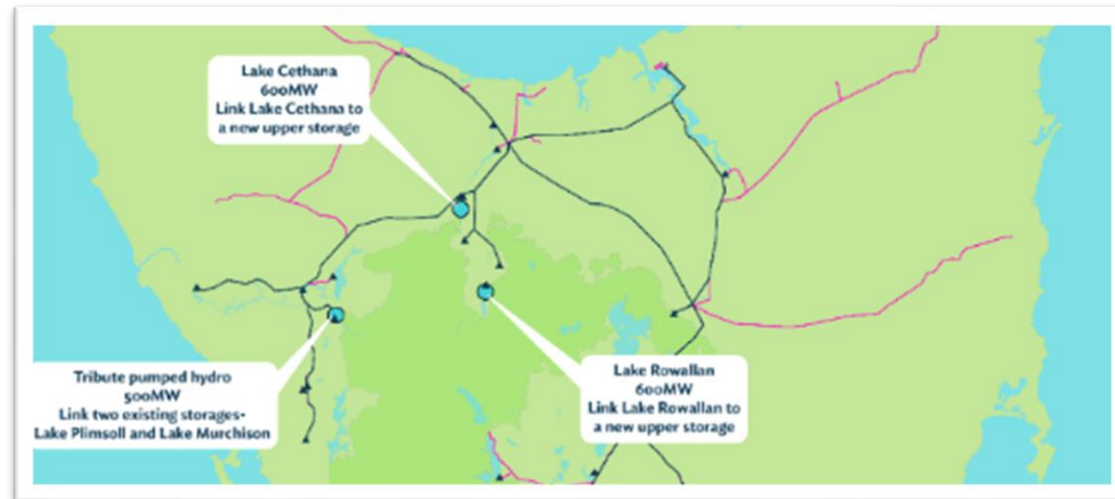 Lake Cethana
600MW
Link Lake Cethana to
a new upper storage
Tribute pumped hydro
500MW
Link two existing storages-
Lake Plimsoll and Lake Murchison
Lake Rowallan
600MW
Link Lake Rowallan to
a new upper storage